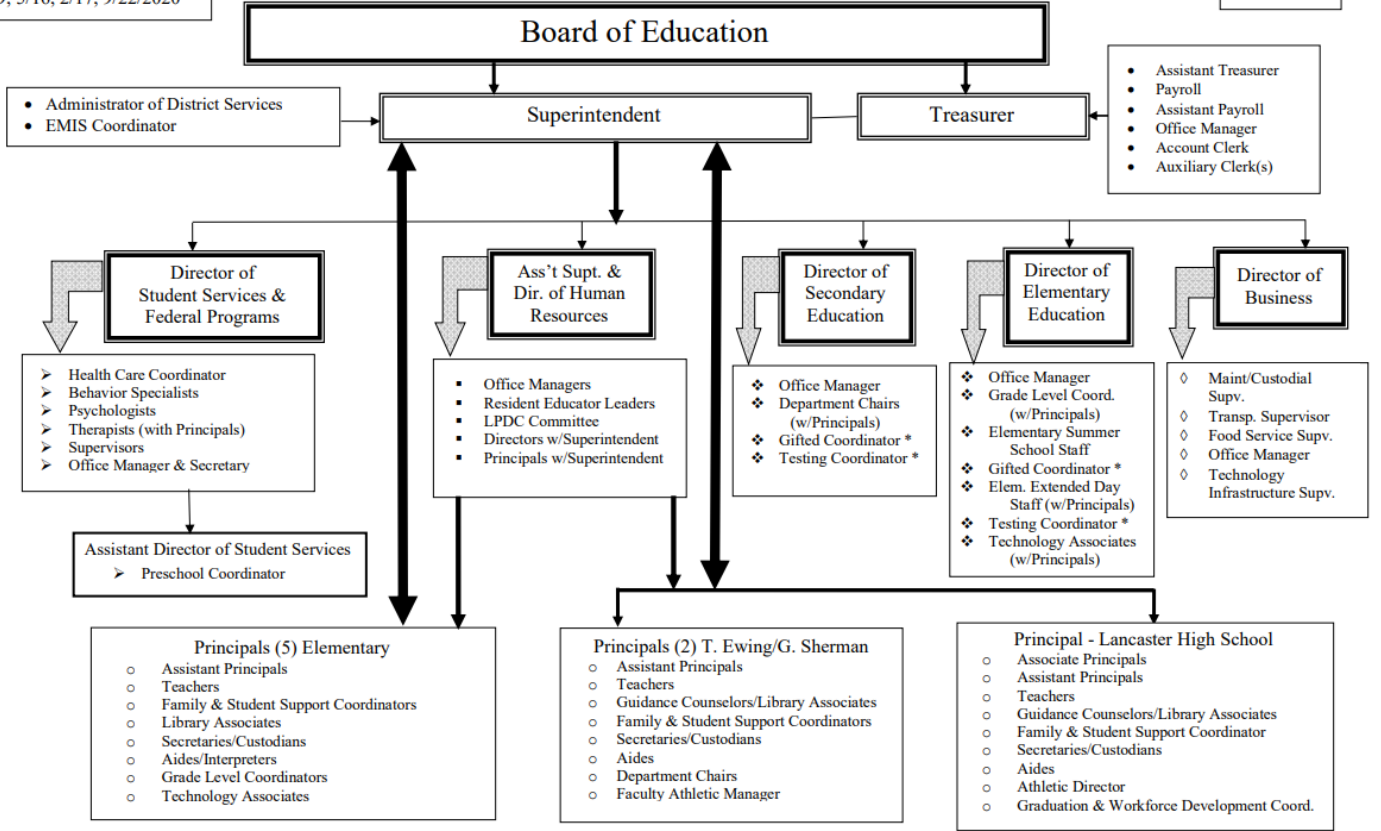 Board of Education
• Administrator of District Services
• EMIS Coordinator
Superintendent
Treasurer
• Assistant Treasurer
• Payroll
• Assistant Payroll
• Office Manager
• Account Clerk
• Auxiliary Clerk(s)
Director of
Student Services &
Federal Programs
Ass't Supt. &
Dir. of Human
Resources
Director of
Secondary
Education
Director of
Elementary
Education
Director of
Business
➢ Health Care Coordinator
➢ Behavior Specialists
➢ Psychologists
➢ Therapists (with Principals)
➢ Supervisors
➢ Office Manager & Secretary
▪ Office Managers
▪ Resident Educator Leaders
▪ LPDC Committee
▪ Directors w/Superintendent
▪ Principals w/Superintendent
❖ Office Manager
❖ Department Chairs
(w/Principals)
❖ Gifted Coordinator *
❖ Testing Coordinator *
❖ Office Manager
❖ Grade Level Coord.
(w/Principals)
❖ Elementary Summer
School Staff
❖ Gifted Coordinator *
❖ Elem. Extended Day
Staff (w/Principals)
❖ Testing Coordinator *
❖ Technology Associates
(w/Principals)
◊ Maint/Custodial
Supv.
◊ Transp. Supervisor
◊ Food Service Supv.
◊ Office Manager
◊ Technology
Infrastructure Supv.
Assistant Director of Student Services
➢ Preschool Coordinator
Principals (5) Elementary
o Assistant Principals
o Teachers
o Family & Student Support Coordinators
o Library Associates
o Secretaries/Custodians
o Aides/Interpreters
o Grade Level Coordinators
o Technology Associates
Principals (2) T. Ewing/G. Sherman
o Assistant Principals
o Teachers
o Guidance Counselors/Library Associates
o Family & Student Support Coordinators
o Secretaries/Custodians
o Aides
o Department Chairs
o Faculty Athletic Manager
Principal - Lancaster High School
o Associate Principals
o Assistant Principals
o Teachers
o Guidance Counselors/Library Associates
o Family & Student Support Coordinator
o Secretaries/Custodians
o Aides
o Athletic Director
o Graduation & Workforce Development Coord.